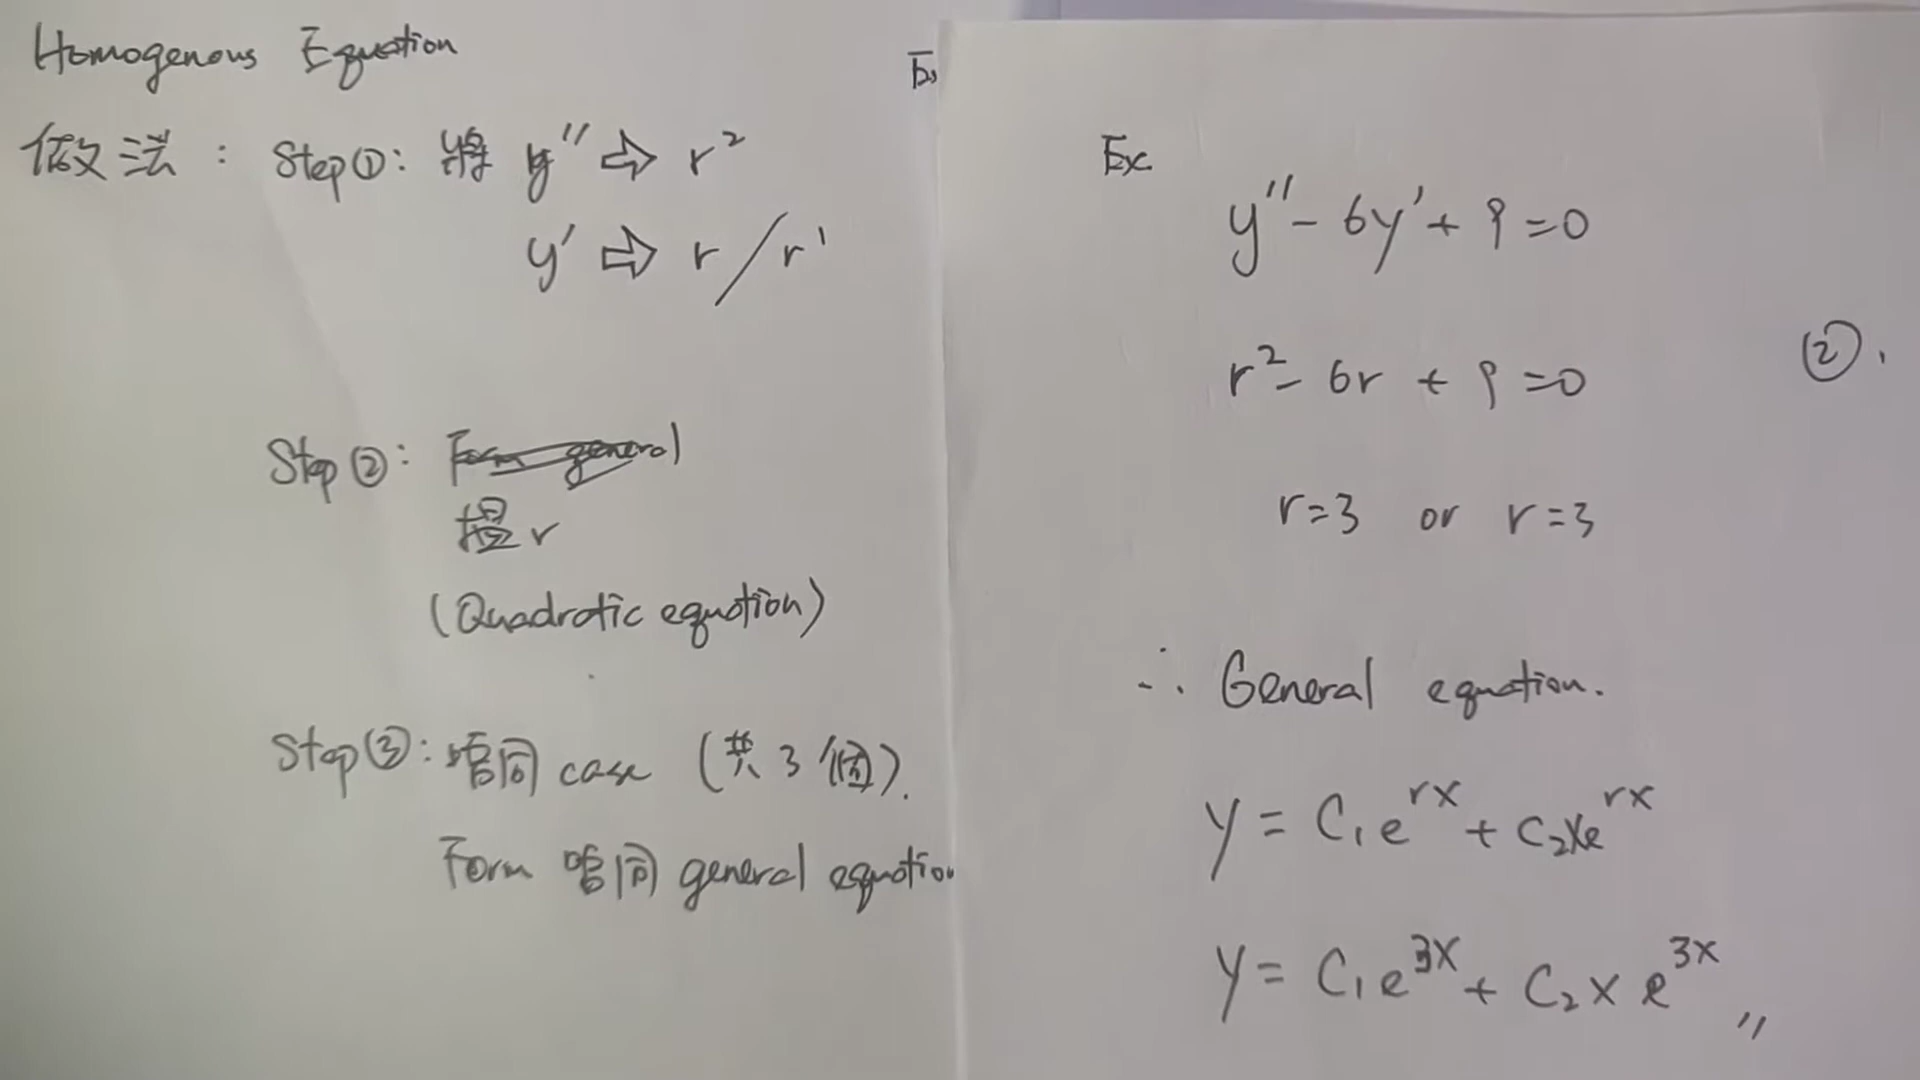 Homogenous Equation
做法 : Step①: 將 y'' ⇨ r²
y' ⇨ r / r'
Step②: Form general
搵 r
(Quadratic equation)
Step③: 唔同 case (共 3 個).
Form 唔同 general equation
Ex
y'' - 6y' + 9 = 0
r² - 6r + 9 = 0
r = 3 or r = 3
∴ General equation.
y = C₁e^{rx} + C₂xe^{rx}
y = C₁e^{3x} + C₂xe^{3x} //
②.